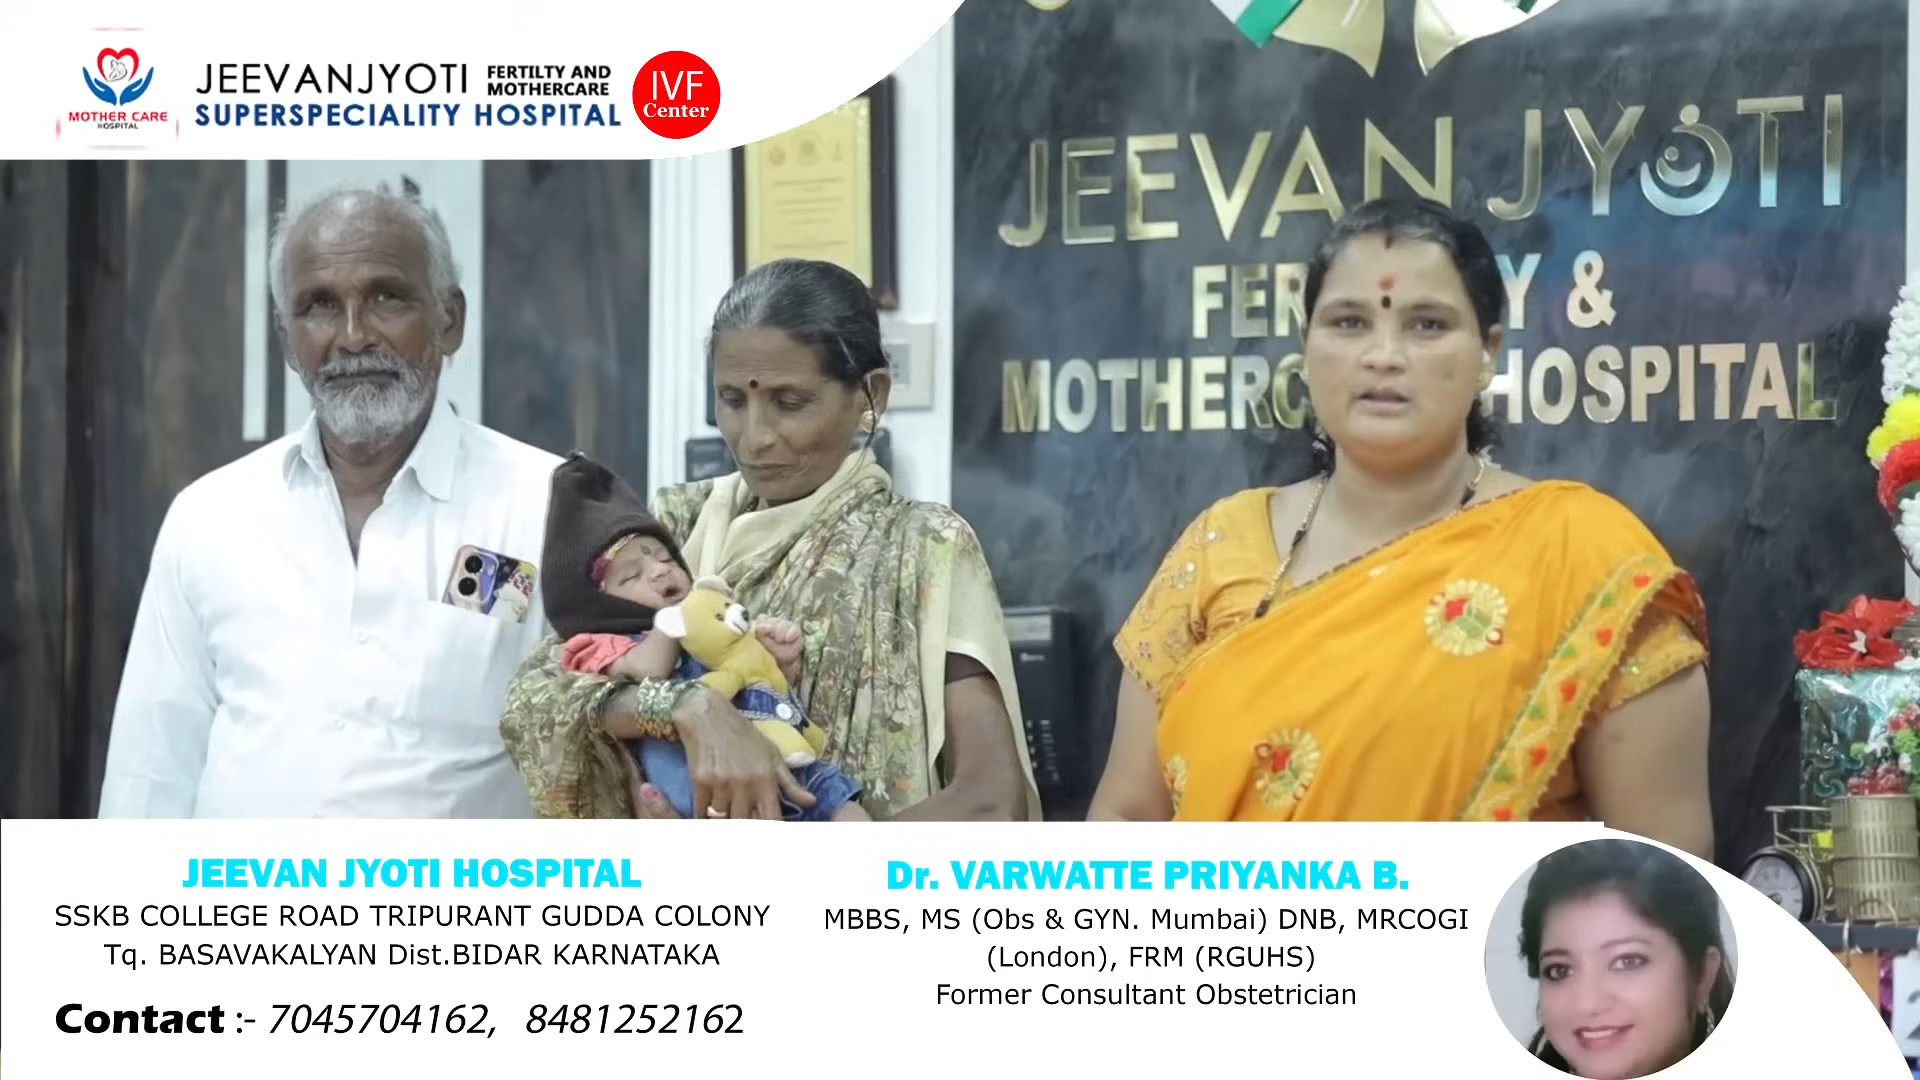 MOTHER CARE
HOSPITAL
JEEVANJYOTI FERTILTY AND MOTHERCARE
SUPERSPECIALITY HOSPITAL
IVF
Center
JEEVAN JYOTI
FER Y &
MOTHERC HOSPITAL
JEEVAN JYOTI HOSPITAL
SSKB COLLEGE ROAD TRIPURANT GUDDA COLONY
Tq. BASAVAKALYAN Dist.BIDAR KARNATAKA
Contact :- 7045704162, 8481252162
Dr. VARWATTE PRIYANKA B.
MBBS, MS (Obs & GYN. Mumbai) DNB, MRCOGI
(London), FRM (RGUHS)
Former Consultant Obstetrician